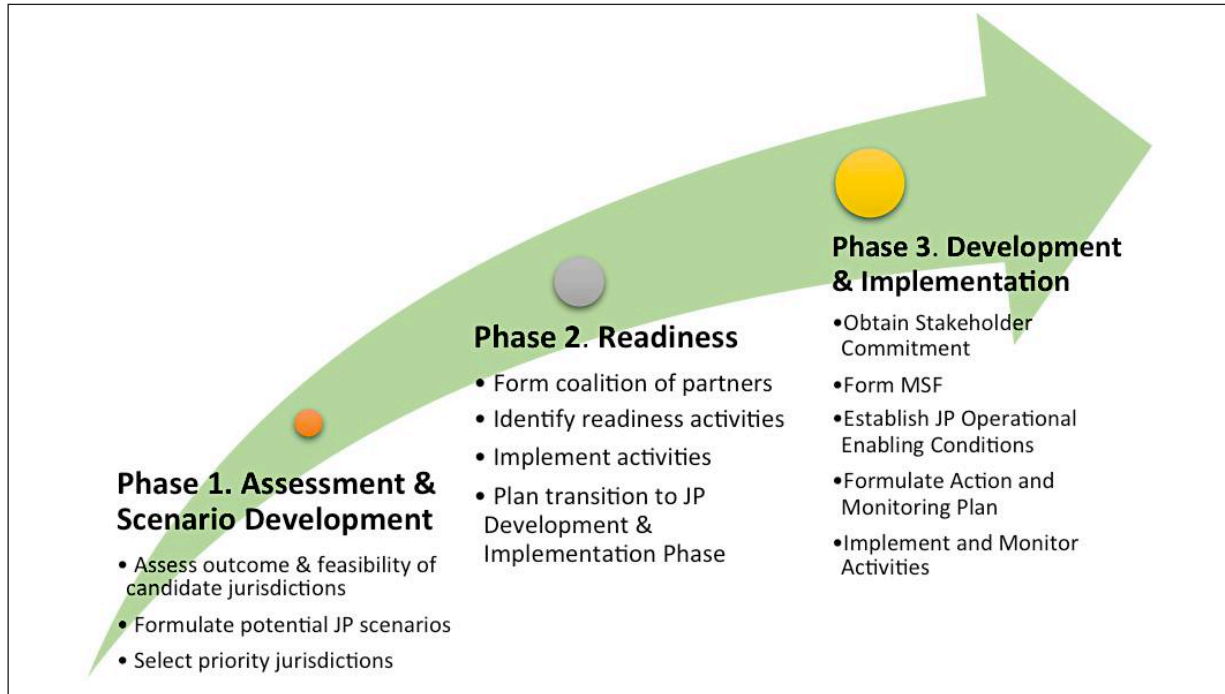 Phase 1. Assessment &
Scenario Development
• Assess outcome & feasibility of
candidate jurisdictions
• Formulate potential JP scenarios
• Select priority jurisdictions
Phase 2. Readiness
• Form coalition of partners
• Identify readiness activities
• Implement activities
• Plan transition to JP
Development &
Implementation Phase
Phase 3. Development
& Implementation
•Obtain Stakeholder
Commitment
•Form MSF
•Establish JP Operational
Enabling Conditions
•Formulate Action and
Monitoring Plan
•Implement and Monitor
Activities